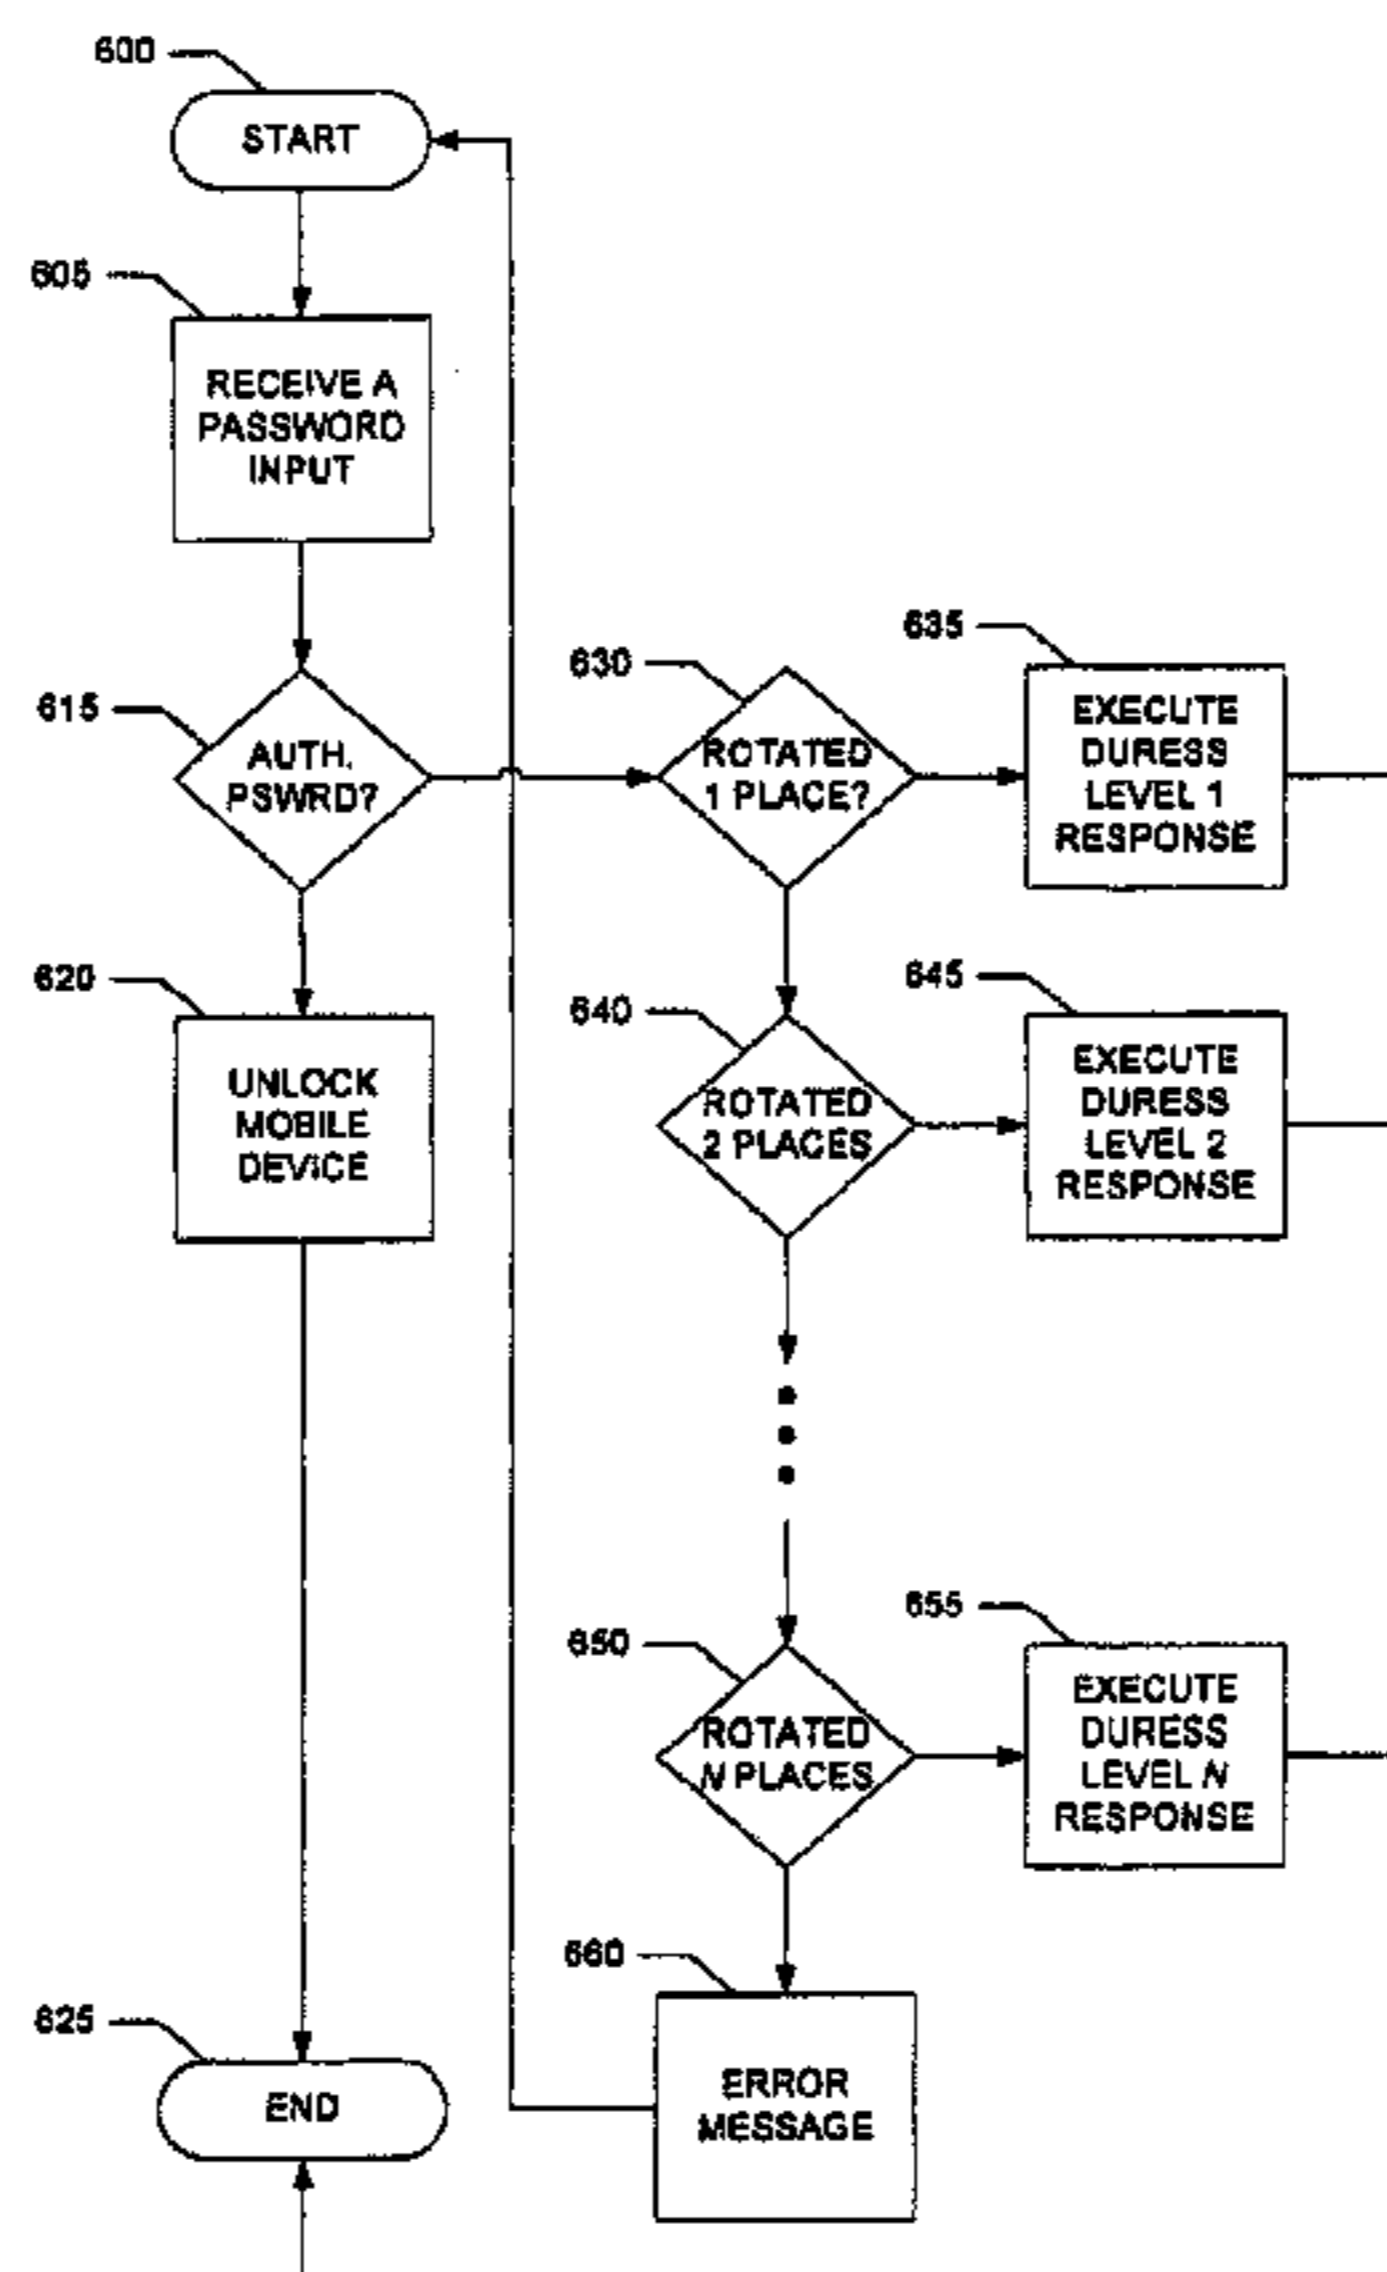 600
START
605
RECEIVE A
PASSWORD
INPUT
615
AUTH.
PSWRD?
620
UNLOCK
MOBILE
DEVICE
625
END
630
ROTATED
1 PLACE?
635
EXECUTE
DURESS
LEVEL 1
RESPONSE
640
ROTATED
2 PLACES
645
EXECUTE
DURESS
LEVEL 2
RESPONSE
650
ROTATED
N PLACES
655
EXECUTE
DURESS
LEVEL N
RESPONSE
660
ERROR
MESSAGE